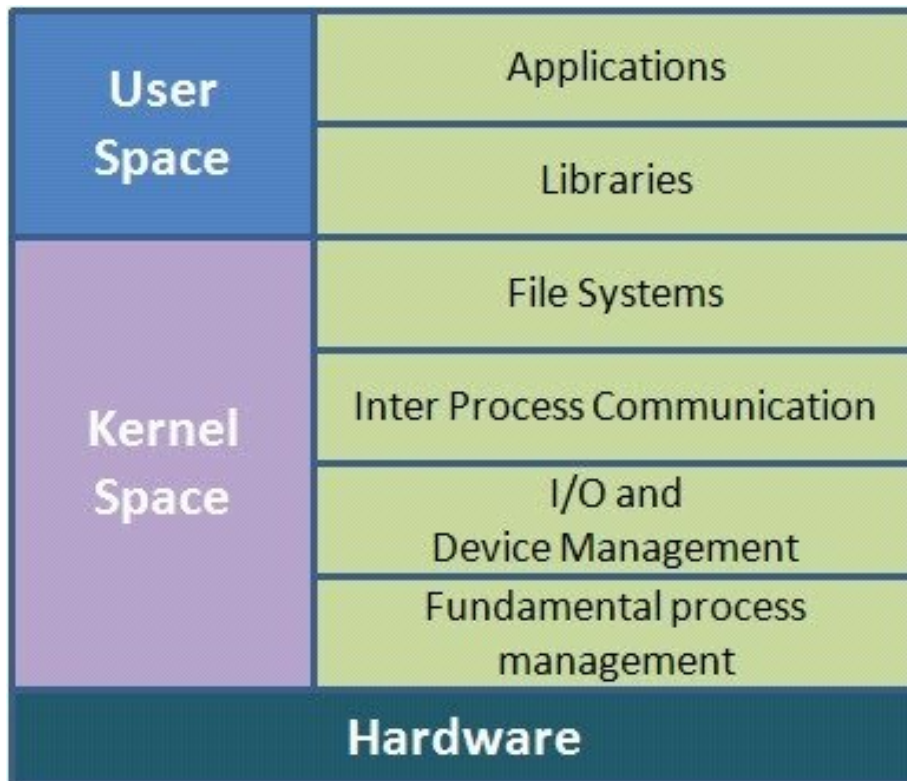 User
Space
Applications
Libraries
Kernel
Space
File Systems
Inter Process Communication
I/O and
Device Management
Fundamental process
management
Hardware